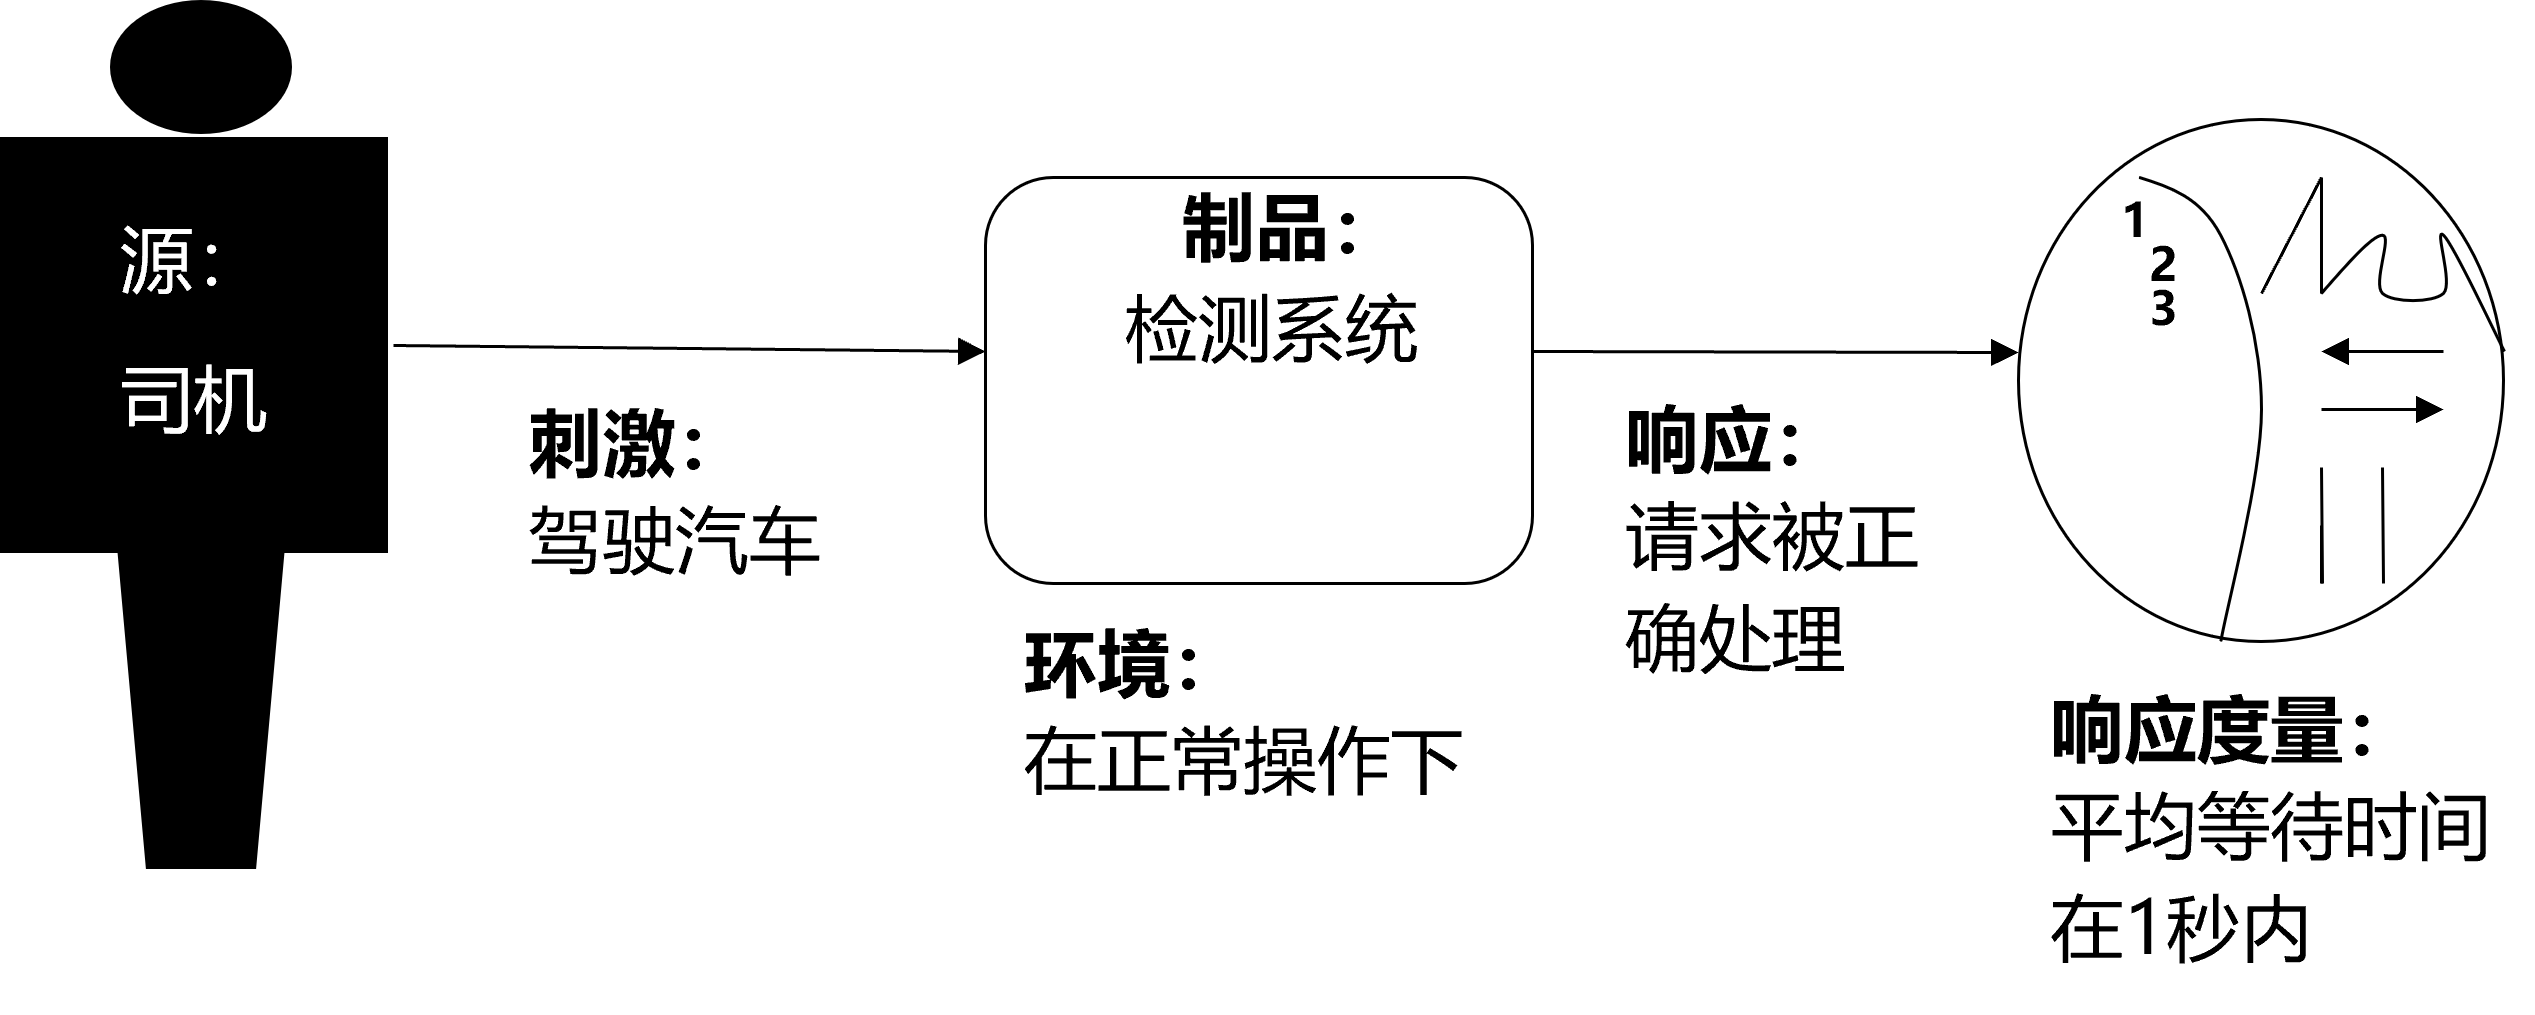 源：
司机
刺激：
驾驶汽车
制品：
检测系统
环境：
在正常操作下
响应：
请求被正
确处理
1
2
3
响应度量：
平均等待时间
在1秒内